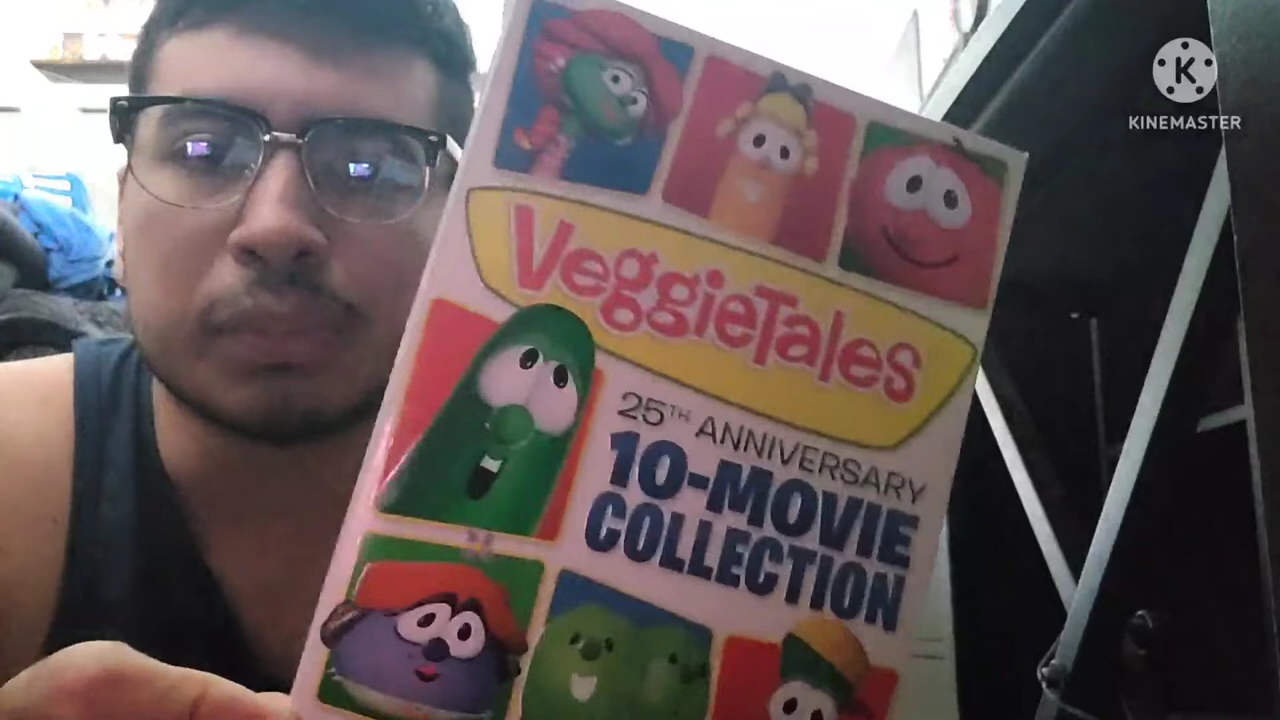 K
KINEMASTER
VeggieTales
25TH ANNIVERSARY
10-MOVIE
COLLECTION